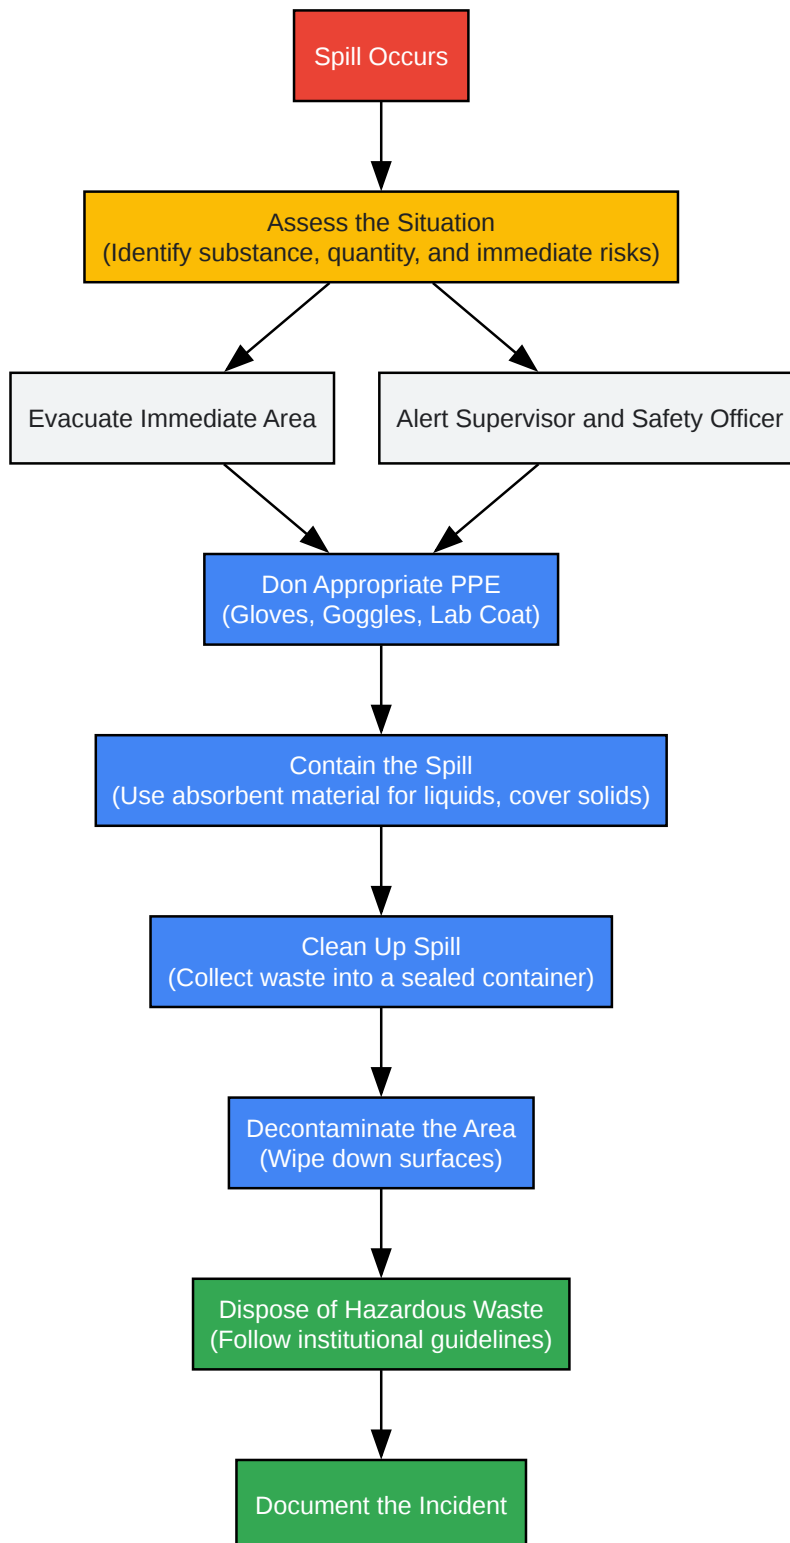 Spill Occurs
Assess the Situation
(Identify substance, quantity, and immediate risks)
Evacuate Immediate Area
Alert Supervisor and Safety Officer
Don Appropriate PPE
(Gloves, Goggles, Lab Coat)
Contain the Spill
(Use absorbent material for liquids, cover solids)
Clean Up Spill
(Collect waste into a sealed container)
Decontaminate the Area
(Wipe down surfaces)
Dispose of Hazardous Waste
(Follow institutional guidelines)
Document the Incident